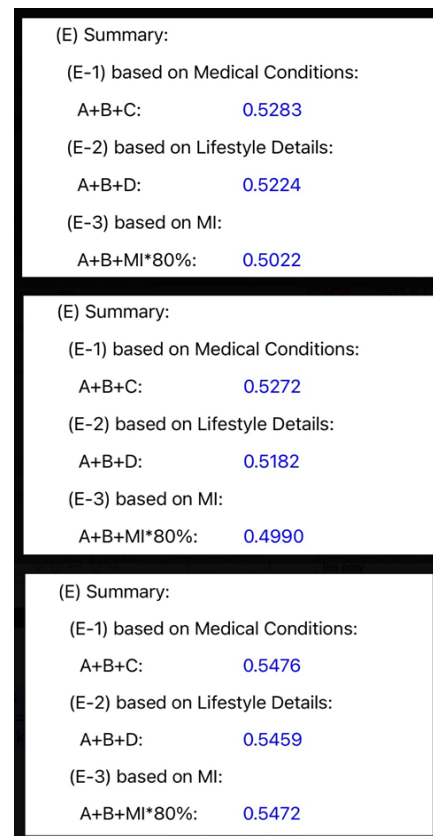 (E) Summary:
(E-1) based on Medical Conditions:
A+B+C: 0.5283
(E-2) based on Lifestyle Details:
A+B+D: 0.5224
(E-3) based on MI:
A+B+MI*80%: 0.5022
(E) Summary:
(E-1) based on Medical Conditions:
A+B+C: 0.5272
(E-2) based on Lifestyle Details:
A+B+D: 0.5182
(E-3) based on MI:
A+B+MI*80%: 0.4990
(E) Summary:
(E-1) based on Medical Conditions:
A+B+C: 0.5476
(E-2) based on Lifestyle Details:
A+B+D: 0.5459
(E-3) based on MI:
A+B+MI*80%: 0.5472